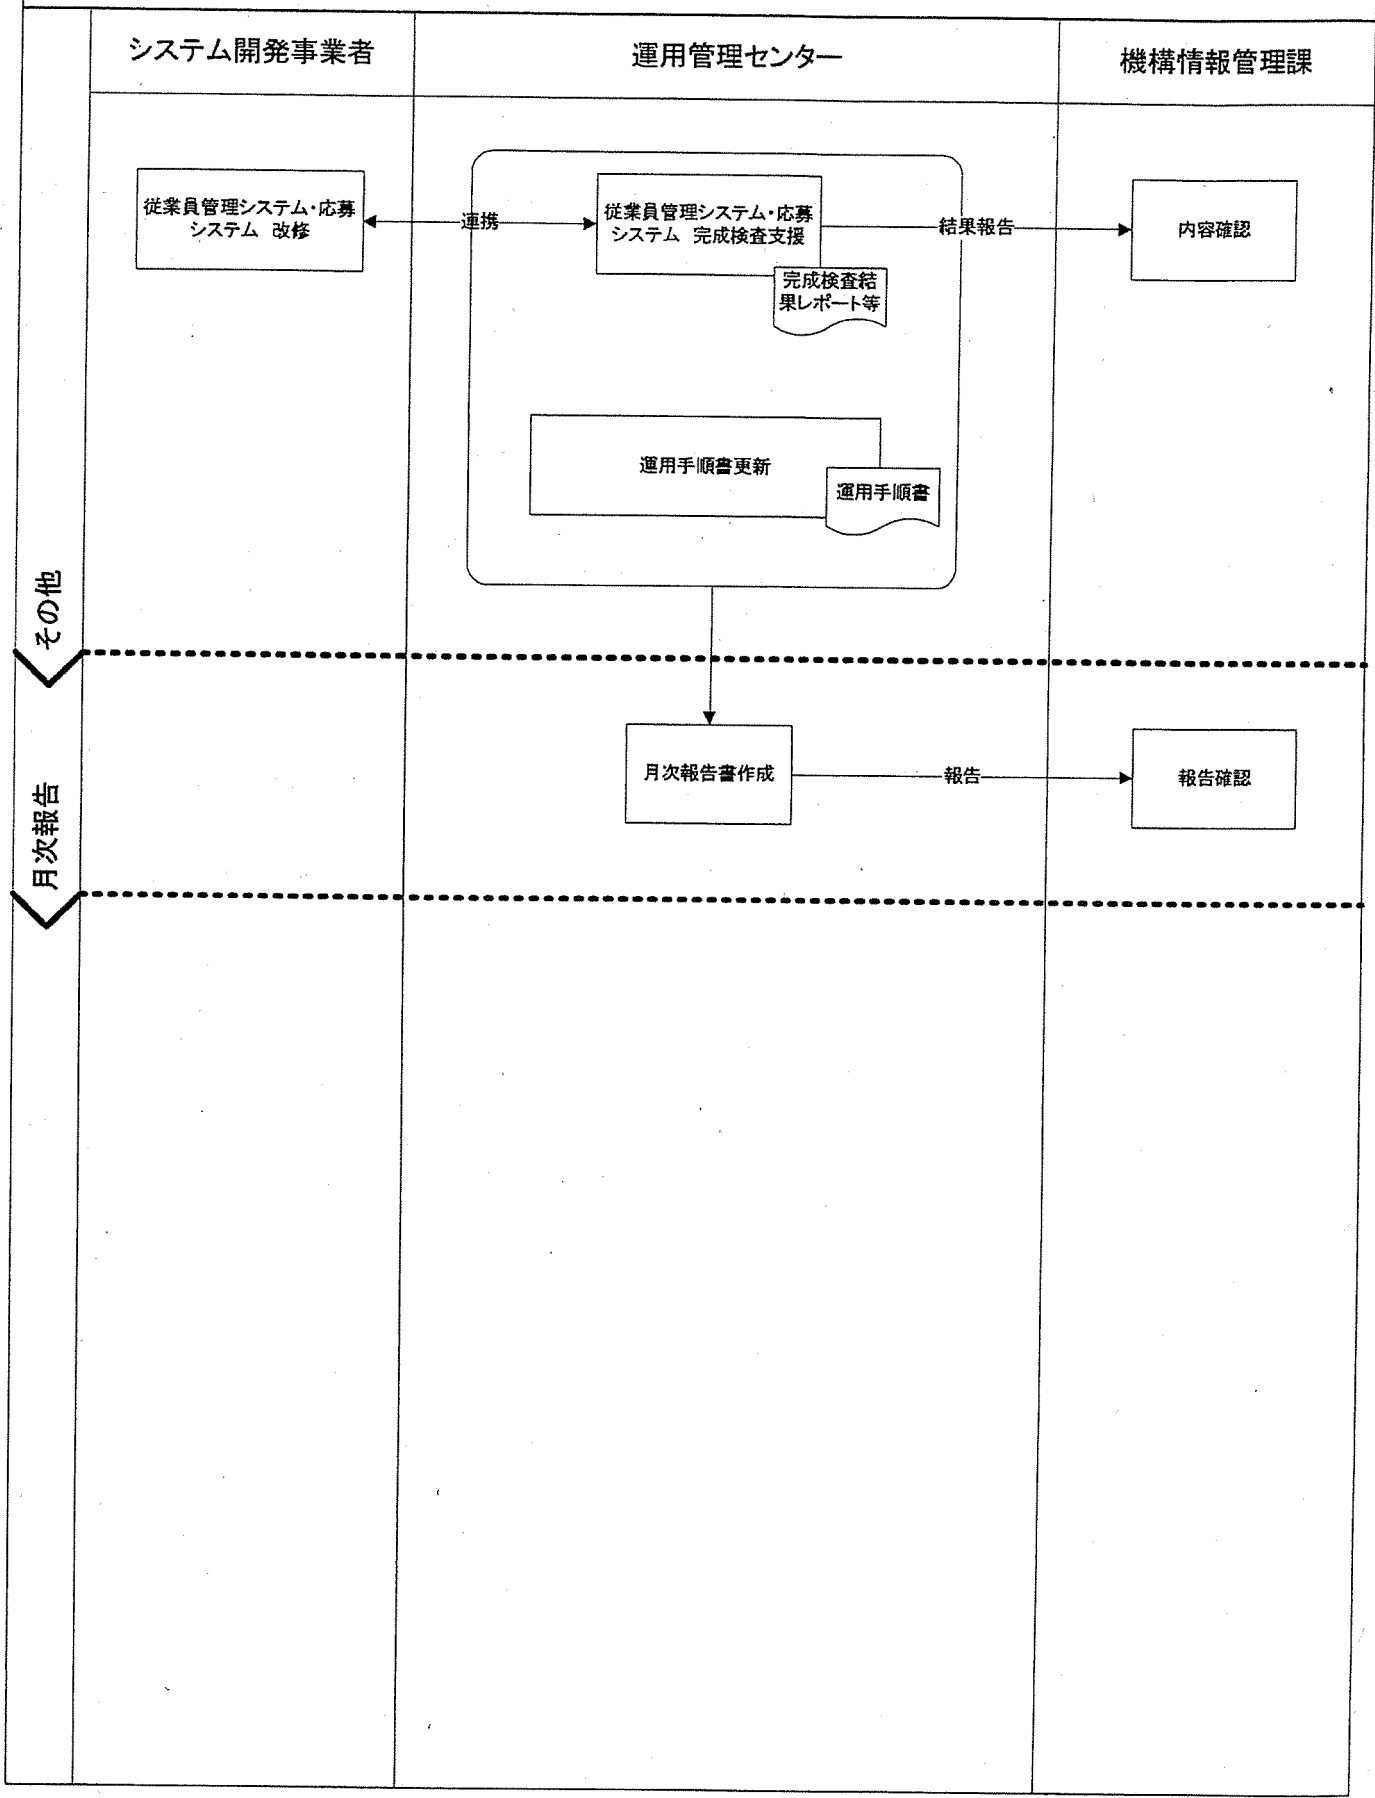 システム開発事業者
運用管理センター
機構情報管理課
従業員管理システム・応募
システム 改修
連携
従業員管理システム・応募
システム 完成検査支援
結果報告
内容確認
完成検査結
果レポート等
運用手順書更新
運用手順書
その他
月次報告書作成
報告
報告確認
月次報告